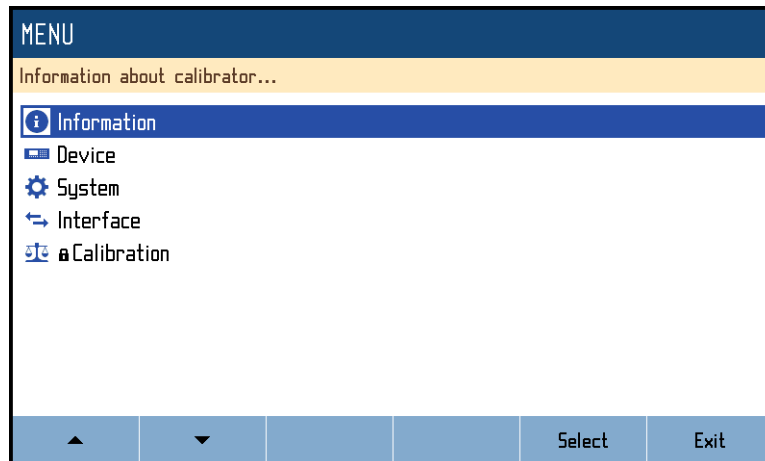 MENU
Information about calibrator...
Information
Device
System
Interface
Calibration
Select Exit